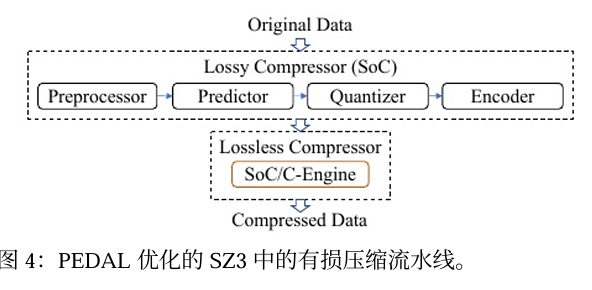 Original Data
Lossy Compressor (SoC)
Preprocessor Predictor Quantizer Encoder
Lossless Compressor
SoC/C-Engine
Compressed Data
图 4：PEDAL 优化的 SZ3 中的有损压缩流水线。